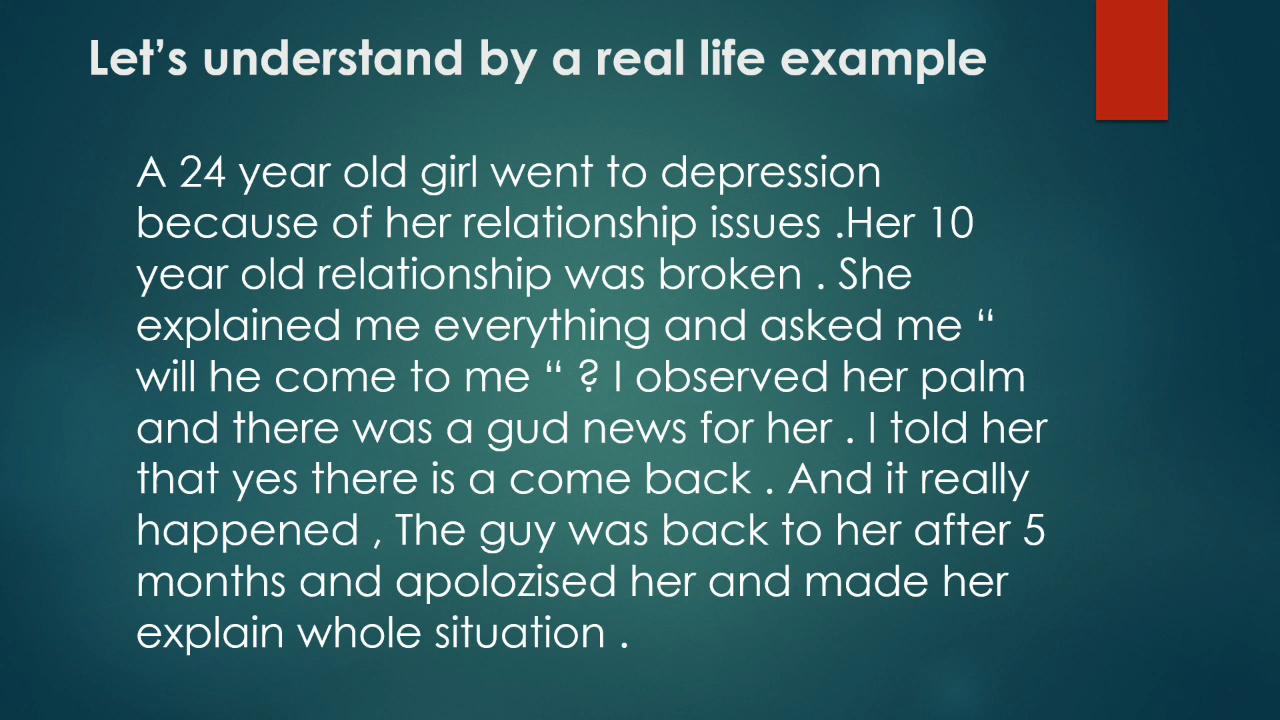 Let’s understand by a real life example
A 24 year old girl went to depression
because of her relationship issues .Her 10
year old relationship was broken . She
explained me everything and asked me “
will he come to me “ ? I observed her palm
and there was a gud news for her . I told her
that yes there is a come back . And it really
happened , The guy was back to her after 5
months and apolozised her and made her
explain whole situation .